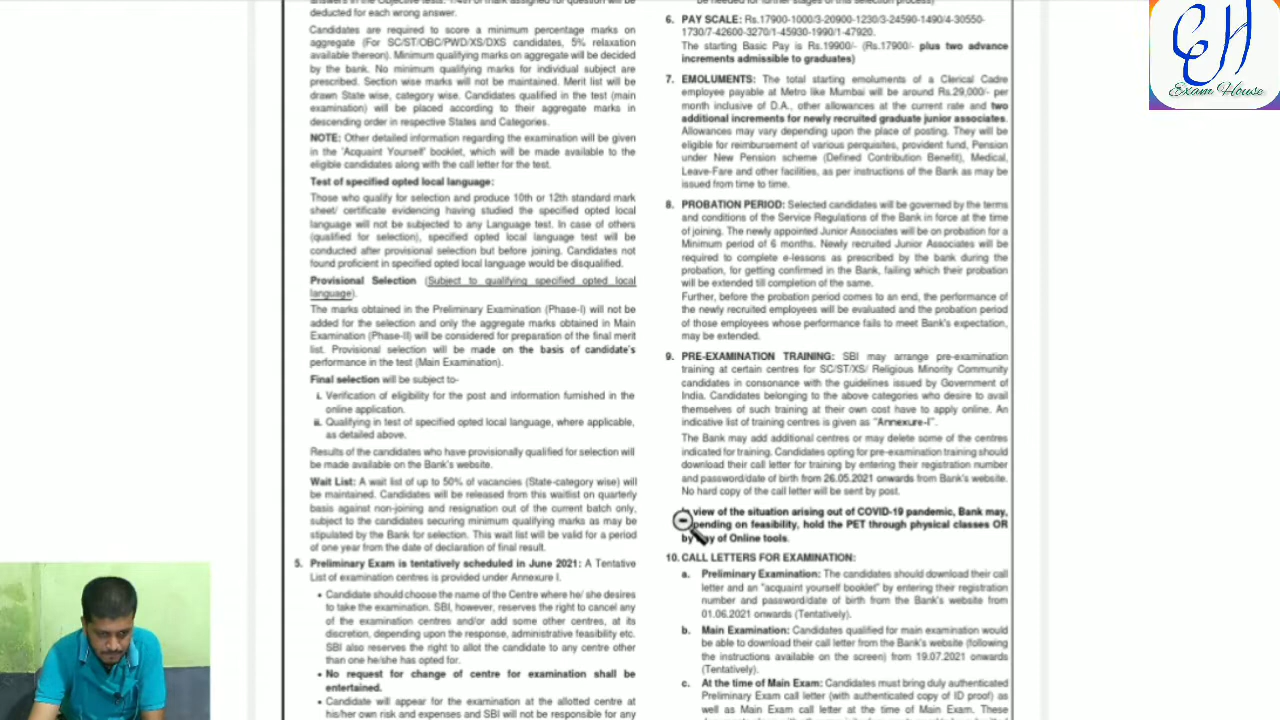 answers in the Objective tests. 1/4th of mark assigned for question will be
deducted for each wrong answer.
Candidates are required to score a minimum percentage marks on
aggregate (For SC/ST/OBC/PWD/XS/DXS candidates, 5% relaxation
available thereon). Minimum qualifying marks on aggregate will be decided
by the bank. No minimum qualifying marks for individual subject are
prescribed. Section wise marks will not be maintained. Merit list will be
drawn State wise, category wise. Candidates qualified in the test (main
examination) will be placed according to their aggregate marks in
descending order in respective States and Categories.
NOTE: Other detailed information regarding the examination will be given
in the 'Acquaint Yourself' booklet, which will be made available to the
eligible candidates along with the call letter for the test.
Test of specified opted local language:
Those who qualify for selection and produce 10th or 12th standard mark
sheet/ certificate evidencing having studied the specified opted local
language will not be subjected to any Language test. In case of others
(qualified for selection), specified opted local language test will be
conducted after provisional selection but before joining. Candidates not
found proficient in specified opted local language would be disqualified.
Provisional Selection (Subject to qualifying specified opted local
language).
The marks obtained in the Preliminary Examination (Phase-I) will not be
added for the selection and only the aggregate marks obtained in Main
Examination (Phase-II) will be considered for preparation of the final merit
list. Provisional selection will be made on the basis of candidate's
performance in the test (Main Examination).
Final selection will be subject to-
i. Verification of eligibility for the post and information furnished in the
online application.
ii. Qualifying in test of specified opted local language, where applicable,
as detailed above.
Results of the candidates who have provisionally qualified for selection will
be made available on the Bank's website.
Wait List: A wait list of up to 50% of vacancies (State-category wise) will
be maintained. Candidates will be released from this waitlist on quarterly
basis against non-joining and resignation out of the current batch only,
subject to the candidates securing minimum qualifying marks as may be
stipulated by the Bank for selection. This wait list will be valid for a period
of one year from the date of declaration of final result.
5. Preliminary Exam is tentatively scheduled in June 2021: A Tentative
List of examination centres is provided under Annexure I.
• Candidate should choose the name of the Centre where he/ she desires
to take the examination. SBI, however, reserves the right to cancel any
of the examination centres and/or add some other centres, at its
discretion, depending upon the response, administrative feasibility etc.
SBI also reserves the right to allot the candidate to any centre other
than one he/she has opted for.
• No request for change of centre for examination shall be
entertained.
• Candidate will appear for the examination at the allotted centre at
his/her own risk and expenses and SBI will not be responsible for any
be needed for further stages of this selection process)
6. PAY SCALE: Rs.17900-1000/3-20900-1230/3-24590-1490/4-30550-
1730/7-42600-3270/1-45930-1990/1-47920.
The starting Basic Pay is Rs.19900/- (Rs.17900/- plus two advance
increments admissible to graduates)
7. EMOLUMENTS: The total starting emoluments of a Clerical Cadre
employee payable at Metro like Mumbai will be around Rs.29,000/- per
month inclusive of D.A., other allowances at the current rate and two
additional increments for newly recruited graduate junior associates.
Allowances may vary depending upon the place of posting. They will be
eligible for reimbursement of various perquisites, provident fund, Pension
under New Pension scheme (Defined Contribution Benefit), Medical,
Leave-Fare and other facilities, as per instructions of the Bank as may be
issued from time to time.
8. PROBATION PERIOD: Selected candidates will be governed by the terms
and conditions of the Service Regulations of the Bank in force at the time
of joining. The newly appointed Junior Associates will be on probation for a
Minimum period of 6 months. Newly recruited Junior Associates will be
required to complete e-lessons as prescribed by the bank during the
probation, for getting confirmed in the Bank, failing which their probation
will be extended till completion of the same.
Further, before the probation period comes to an end, the performance of
the newly recruited employees will be evaluated and the probation period
of those employees whose performance fails to meet Bank's expectation,
may be extended.
9. PRE-EXAMINATION TRAINING: SBI may arrange pre-examination
training at certain centres for SC/ST/XS/ Religious Minority Community
candidates in consonance with the guidelines issued by Government of
India. Candidates belonging to the above categories who desire to avail
themselves of such training at their own cost have to apply online. An
indicative list of training centres is given as "Annexure-I".
The Bank may add additional centres or may delete some of the centres
indicated for training. Candidates opting for pre-examination training should
download their call letter for training by entering their registration number
and password/date of birth from 26.05.2021 onwards from Bank's website.
No hard copy of the call letter will be sent by post.
view of the situation arising out of COVID-19 pandemic, Bank may,
pending on feasibility, hold the PET through physical classes OR
by of Online tools.
10. CALL LETTERS FOR EXAMINATION:
a. Preliminary Examination: The candidates should download their call
letter and an "acquaint yourself booklet" by entering their registration
number and password/date of birth from the Bank's website from
01.06.2021 onwards (Tentatively).
b. Main Examination: Candidates qualified for main examination would
be able to download their call letter from the Bank's website (following
the instructions available on the screen) from 19.07.2021 onwards
(Tentatively).
c. At the time of Main Exam: Candidates must bring duly authenticated
Preliminary Exam call letter (with authenticated copy of ID proof) as
well as Main Exam call letter at the time of Main Exam. These
EH
Exam House